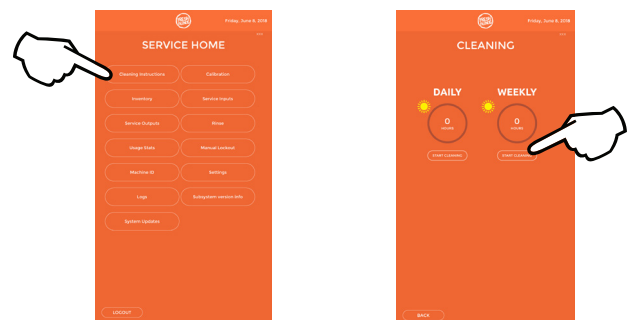 Friday, June 8, 2018
SERVICE HOME
Cleaning Instructions
Calibration
Inventory
Service Inputs
Service Outputs
Rinse
Usage Stats
Manual Lockout
Machine ID
Settings
Logs
Subsystem version info
System Updates
LOGOUT
Friday, June 8, 2018
CLEANING
DAILY
WEEKLY
0
HOURS
0
HOURS
START CLEANING
START CLEANING
BACK